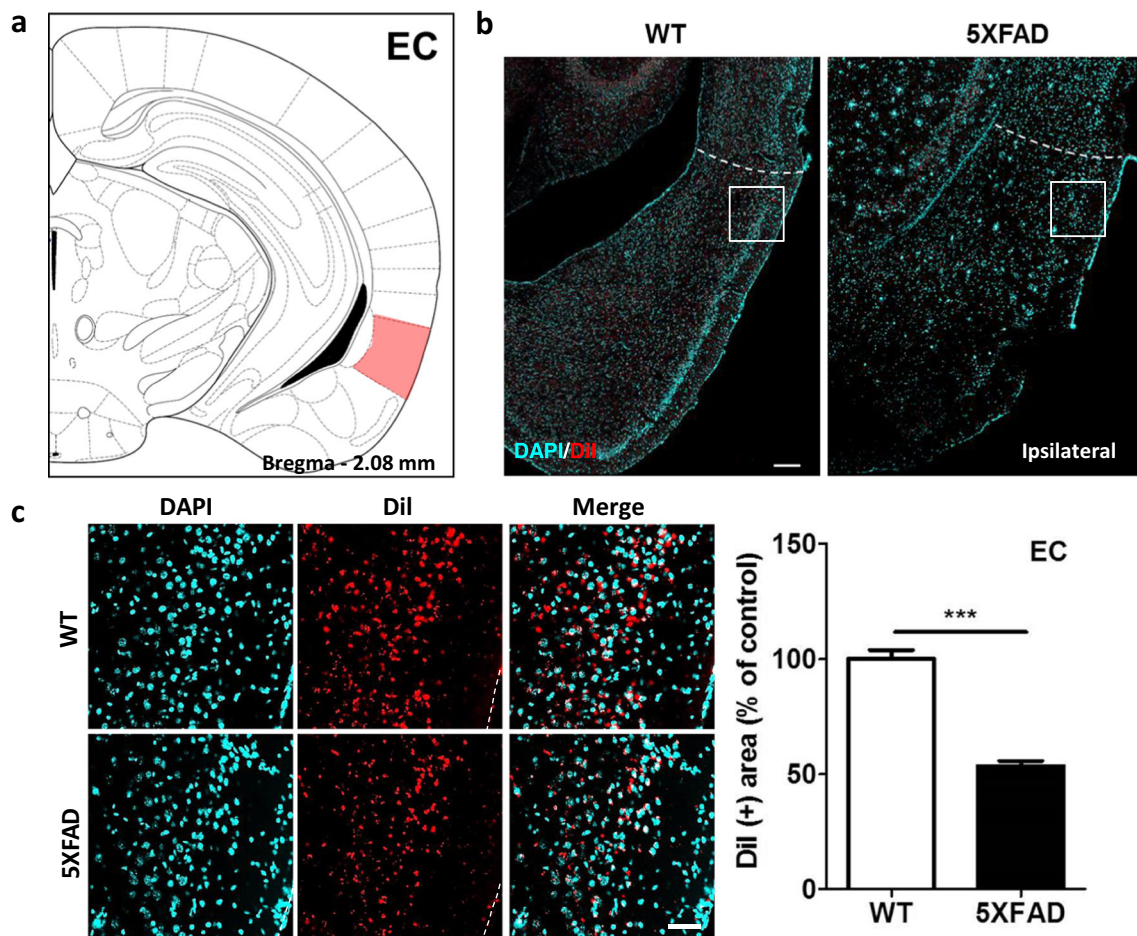 a
EC
Bregma - 2.08 mm
b
WT
5XFAD
DAPI/DiI
Ipsilateral
c
DAPI
DiI
Merge
WT
5XFAD
EC
Dil (+) area (% of control)
150
100
50
0
***
WT
5XFAD